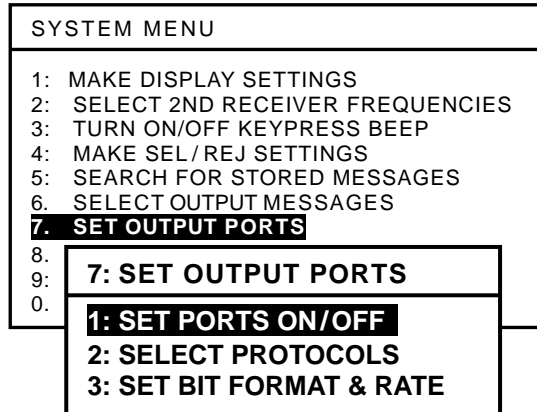 SYSTEM MENU
1: MAKE DISPLAY SETTINGS
2: SELECT 2ND RECEIVER FREQUENCIES
3: TURN ON/OFF KEYPRESS BEEP
4: MAKE SEL/REJ SETTINGS
5: SEARCH FOR STORED MESSAGES
6. SELECT OUTPUT MESSAGES
7. SET OUTPUT PORTS
8.
9:
0.
7: SET OUTPUT PORTS
1: SET PORTS ON/OFF
2: SELECT PROTOCOLS
3: SET BIT FORMAT & RATE